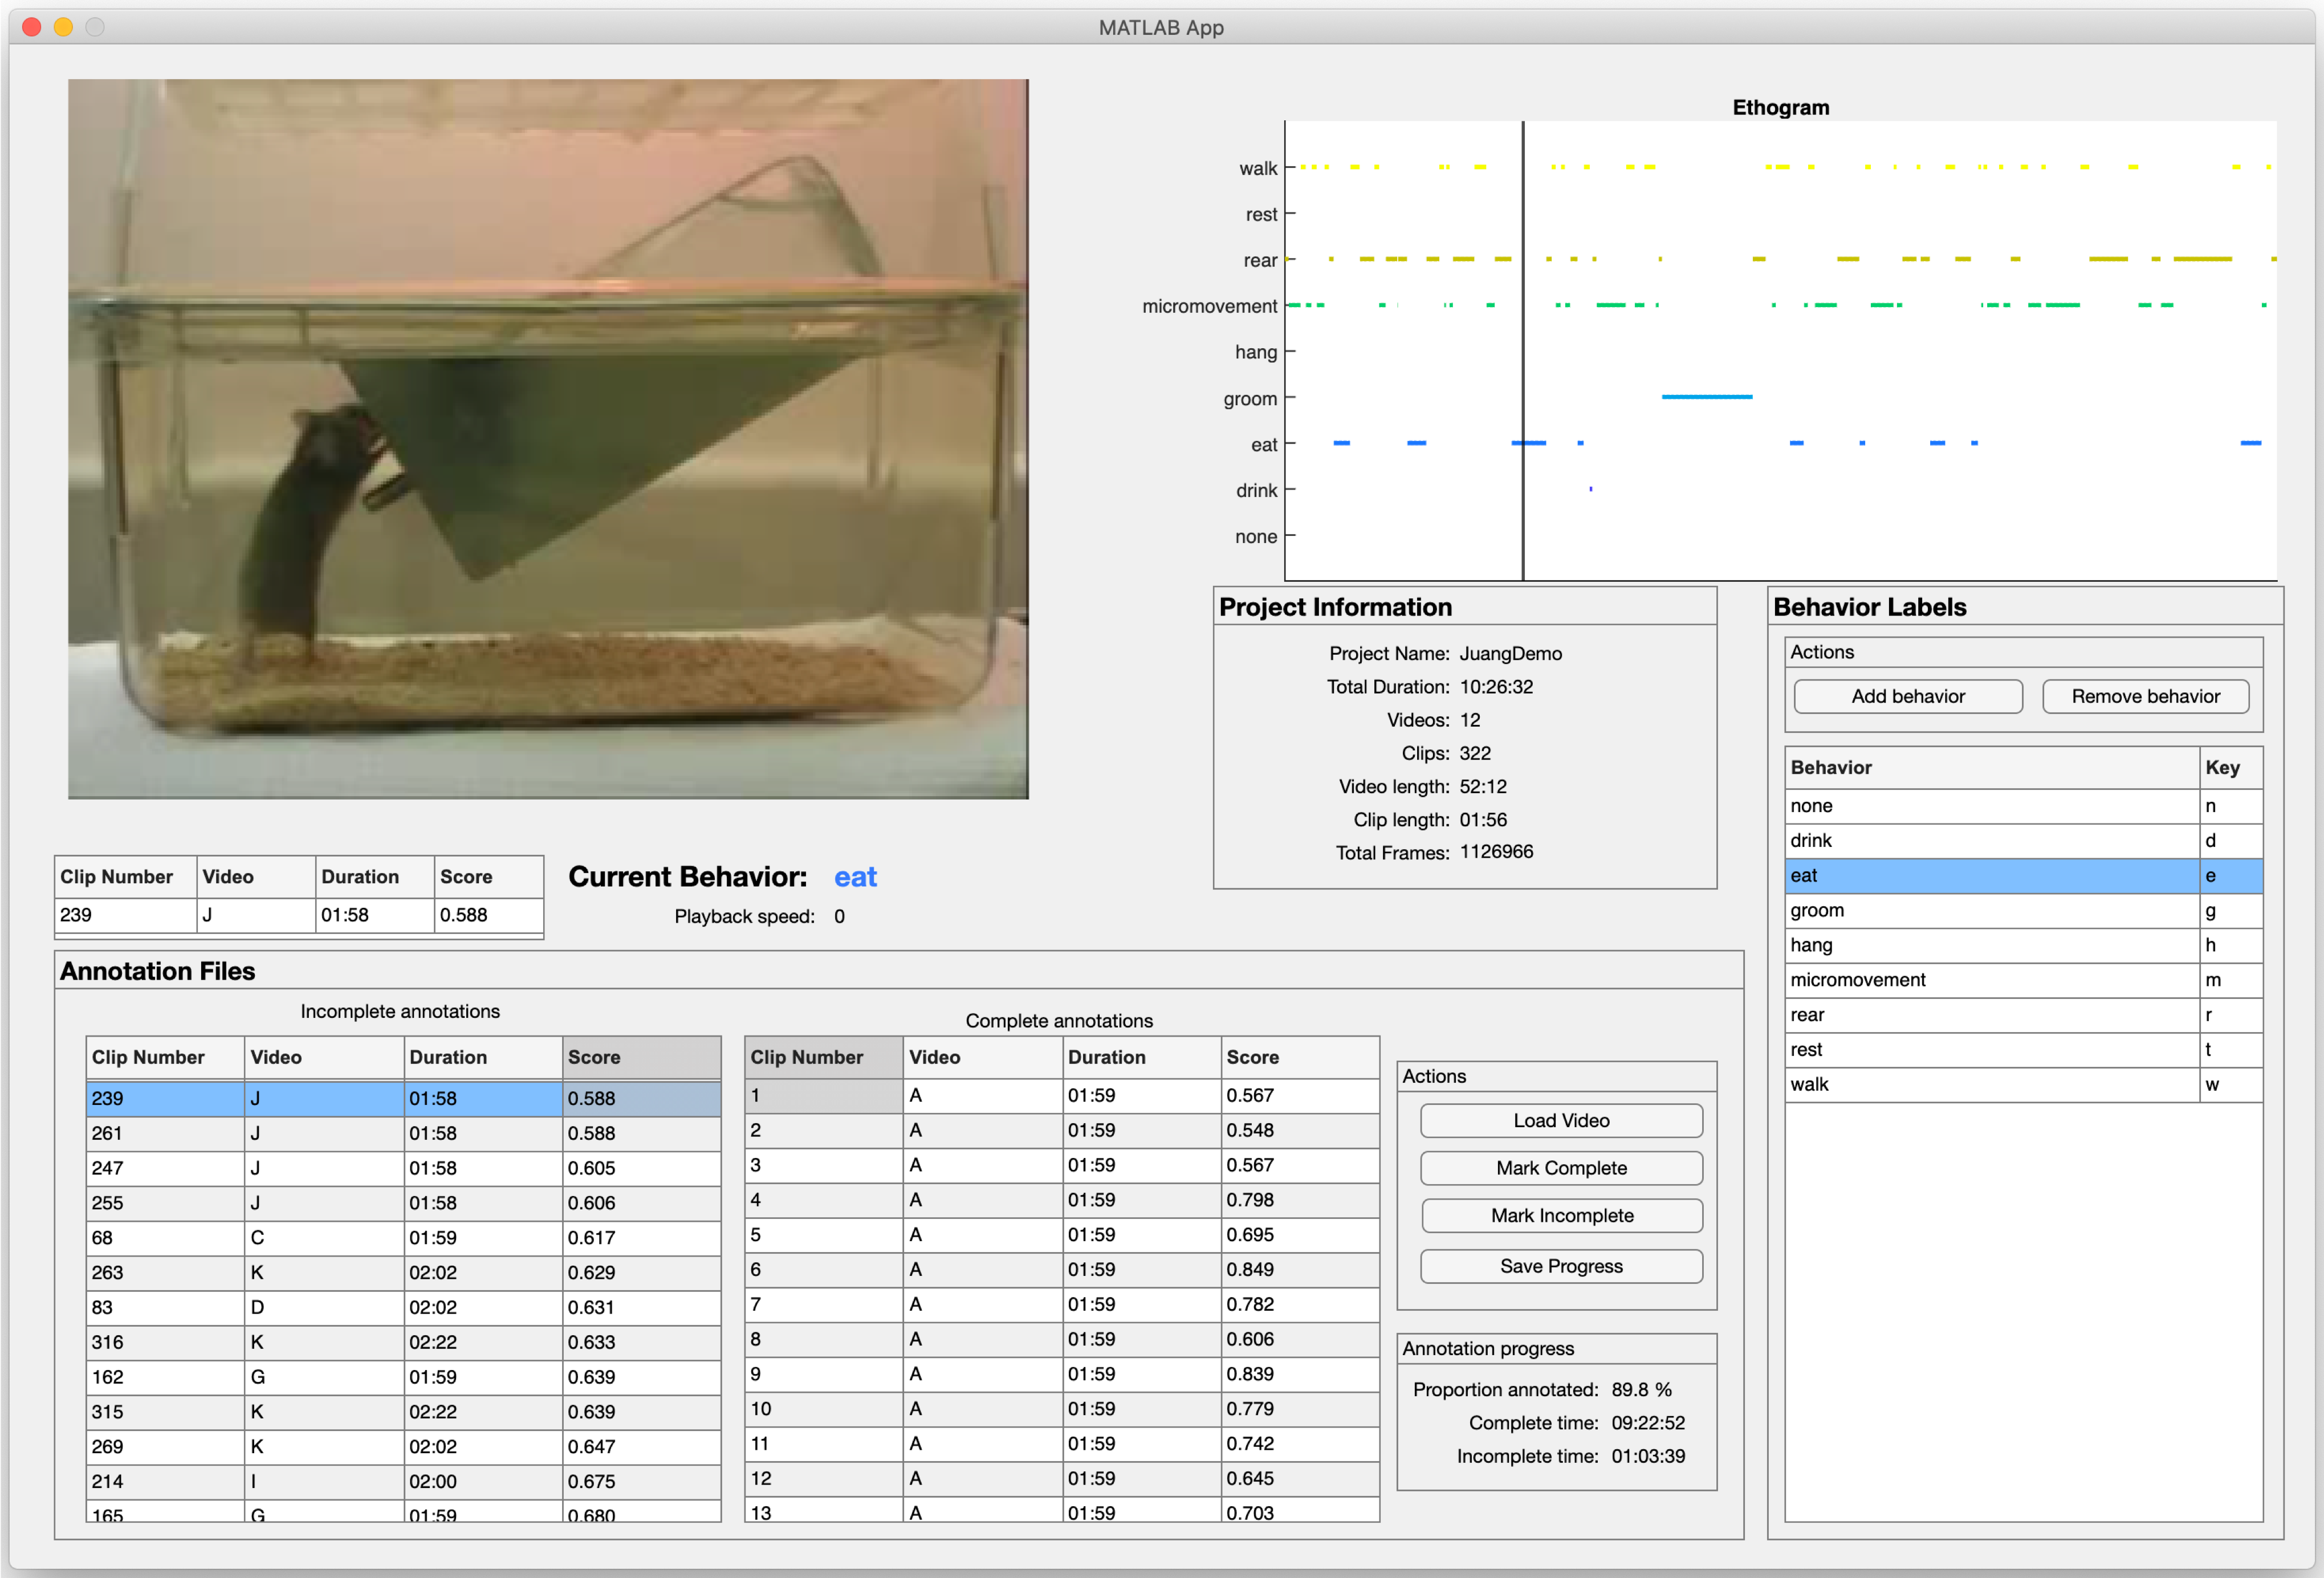 MATLAB App
Ethogram
walk
rest
rear
micromovement
hang
groom
eat
drink
none
Project Information
Project Name: JuangDemo
Total Duration: 10:26:32
Videos: 12
Clips: 322
Video length: 52:12
Clip length: 01:56
Total Frames: 1126966
Behavior Labels
Actions
Add behavior Remove behavior
Behavior Key
none n
drink d
eat e
groom g
hang h
micromovement m
rear r
rest t
walk w
Clip Number Video Duration Score
239 J 01:58 0.588
Current Behavior: eat
Playback speed: 0
Annotation Files
Incomplete annotations
Clip Number Video Duration Score
239 J 01:58 0.588
261 J 01:58 0.588
247 J 01:58 0.605
255 J 01:58 0.606
68 C 01:59 0.617
263 K 02:02 0.629
83 D 02:02 0.631
316 K 02:22 0.633
162 G 01:59 0.639
315 K 02:22 0.639
269 K 02:02 0.647
214 I 02:00 0.675
165 G 01:59 0.680
Complete annotations
Clip Number Video Duration Score
1 A 01:59 0.567
2 A 01:59 0.548
3 A 01:59 0.567
4 A 01:59 0.798
5 A 01:59 0.695
6 A 01:59 0.849
7 A 01:59 0.782
8 A 01:59 0.606
9 A 01:59 0.839
10 A 01:59 0.779
11 A 01:59 0.742
12 A 01:59 0.645
13 A 01:59 0.703
Actions
Load Video
Mark Complete
Mark Incomplete
Save Progress
Annotation progress
Proportion annotated: 89.8 %
Complete time: 09:22:52
Incomplete time: 01:03:39